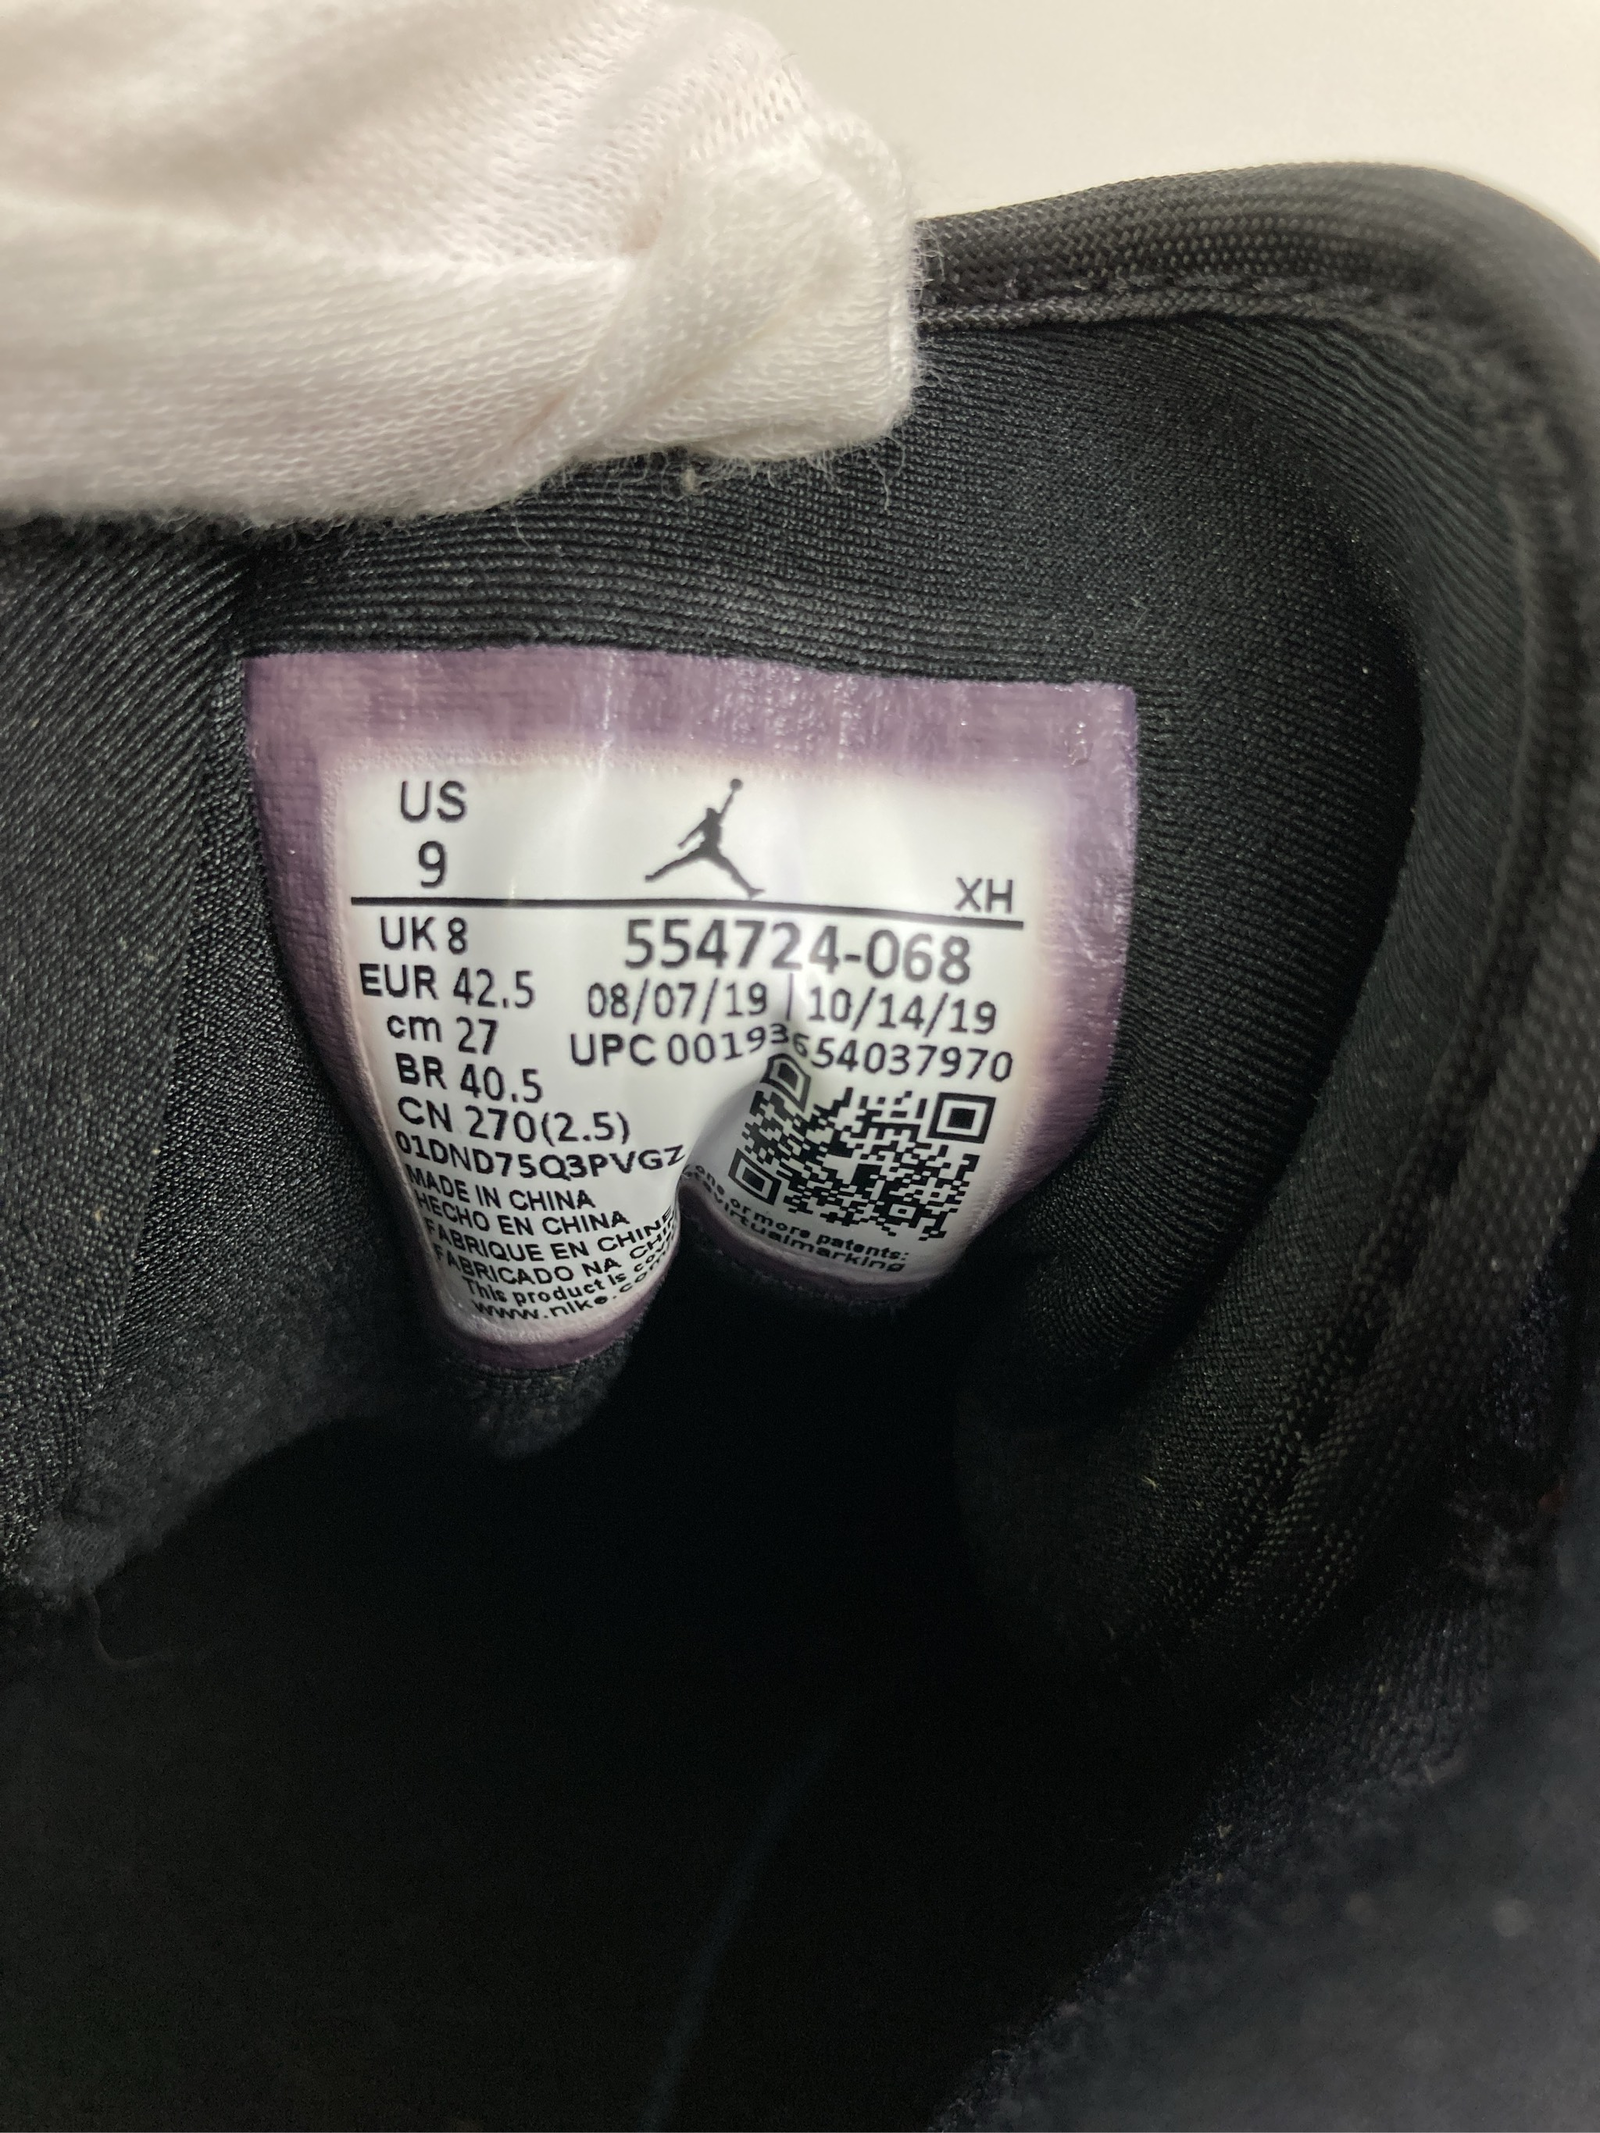 US
9
XH
UK 8
EUR 42.5
cm 27
BR 40.5
CN 270(2.5)
01DND75Q3PVGZ
MADE IN CHINA
HECHO EN CHINA
FABRIQUE EN CHINE
FABRICADO NA
This product is
www.nike.
554724-068
08/07/19 | 10/14/19
UPC 00193654037970
one or more patents: